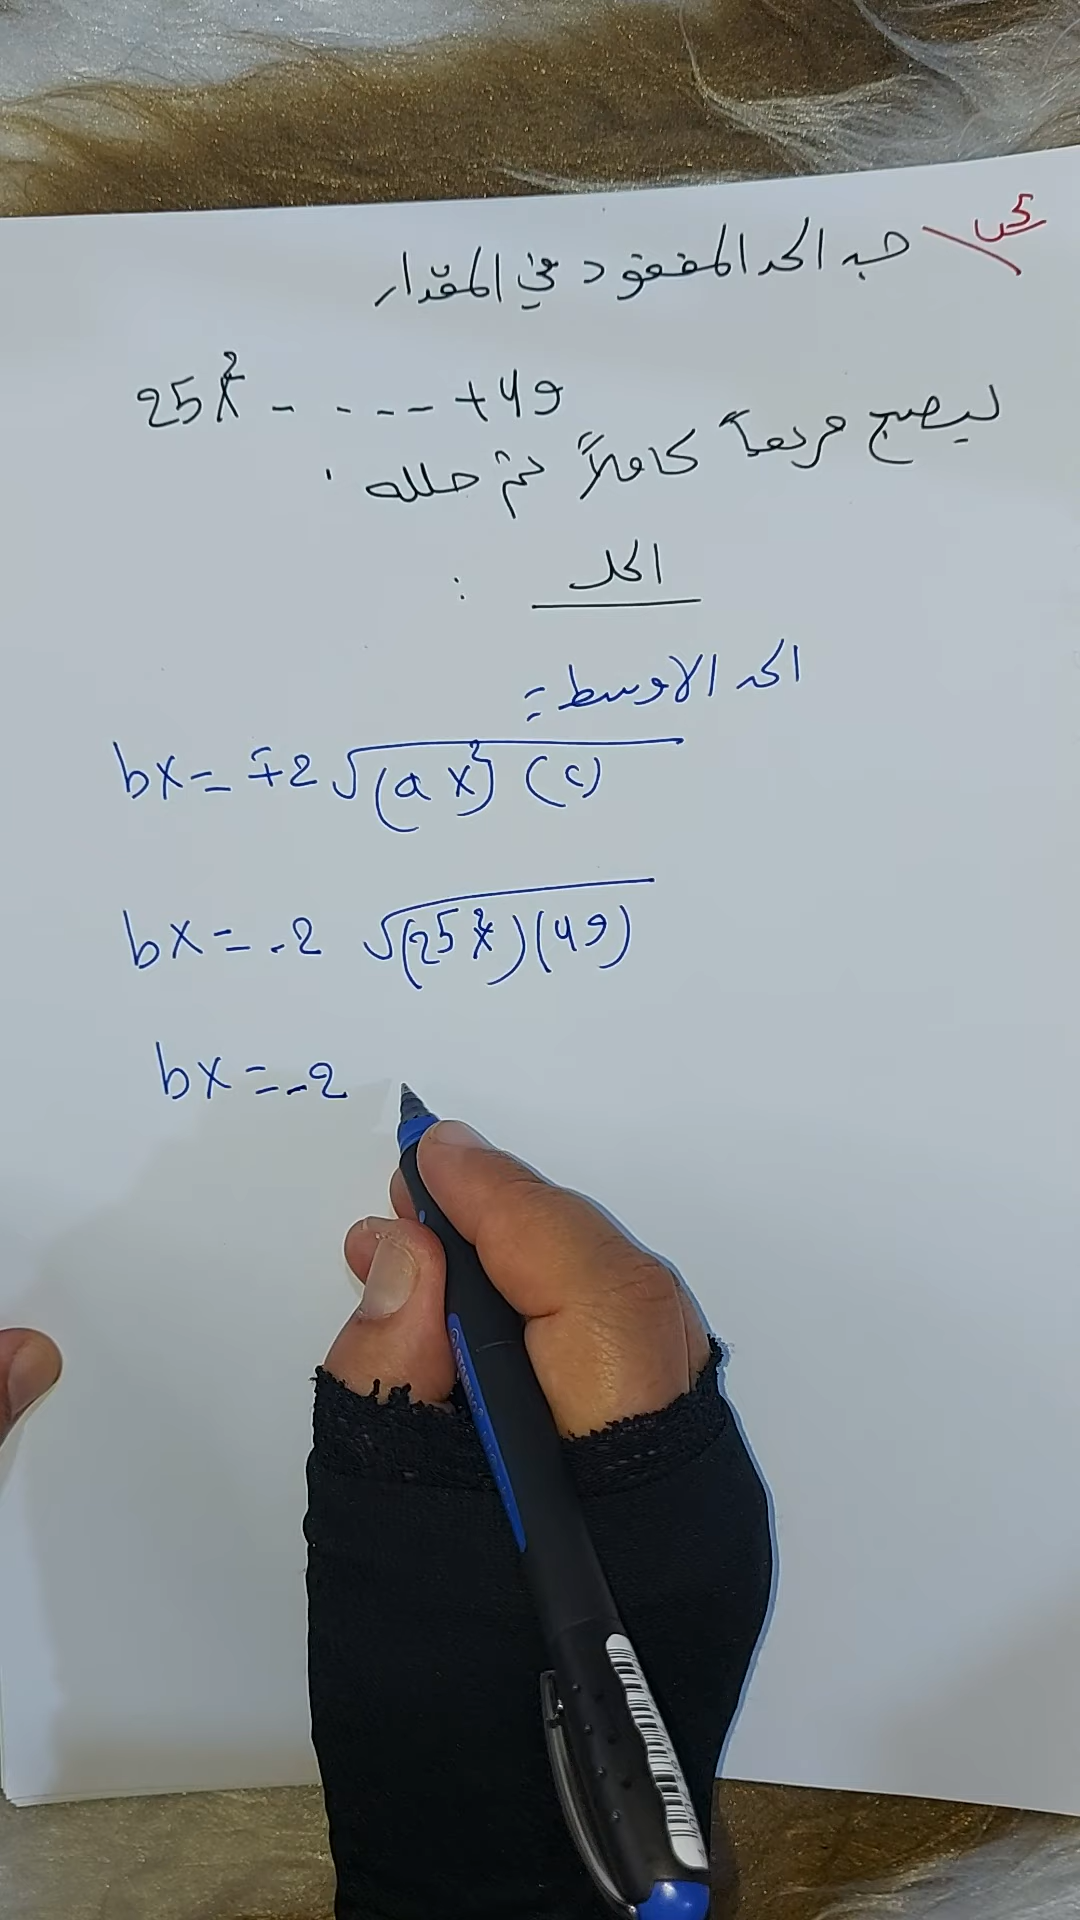 س\ جد الحد المفقود في المقدار
25x² - ---- +49
ليصبح مربعاً كاملاً ثم حلله .
الحل :
الحد الاوسط =
bx = ∓2 √(ax²)(c)
bx = -2 √(25x²)(49)
bx = -2
STABILO